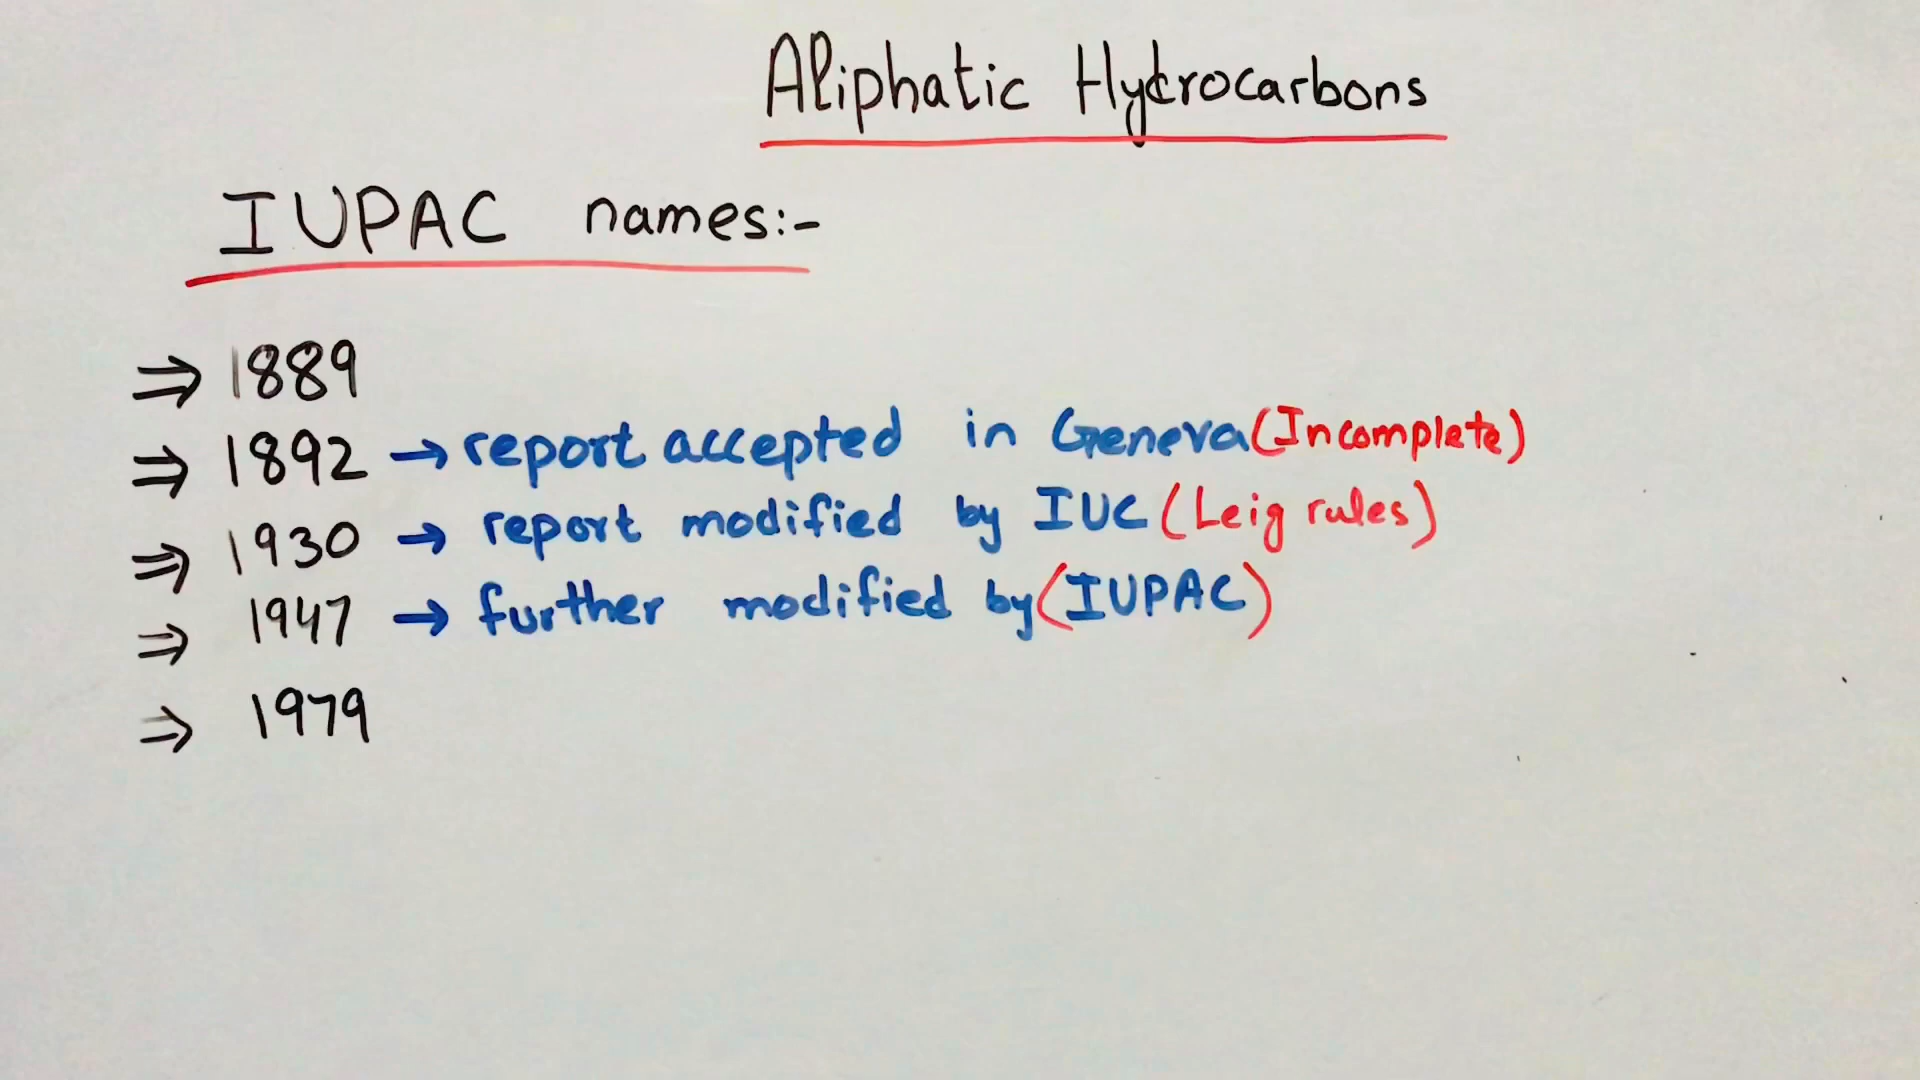 Aliphatic Hydrocarbons
IUPAC names:-
⇒ 1889
⇒ 1892 → report accepted in Geneva (Incomplete)
⇒ 1930 → report modified by IUC (Leig rules)
⇒ 1947 → further modified by (IUPAC)
⇒ 1979